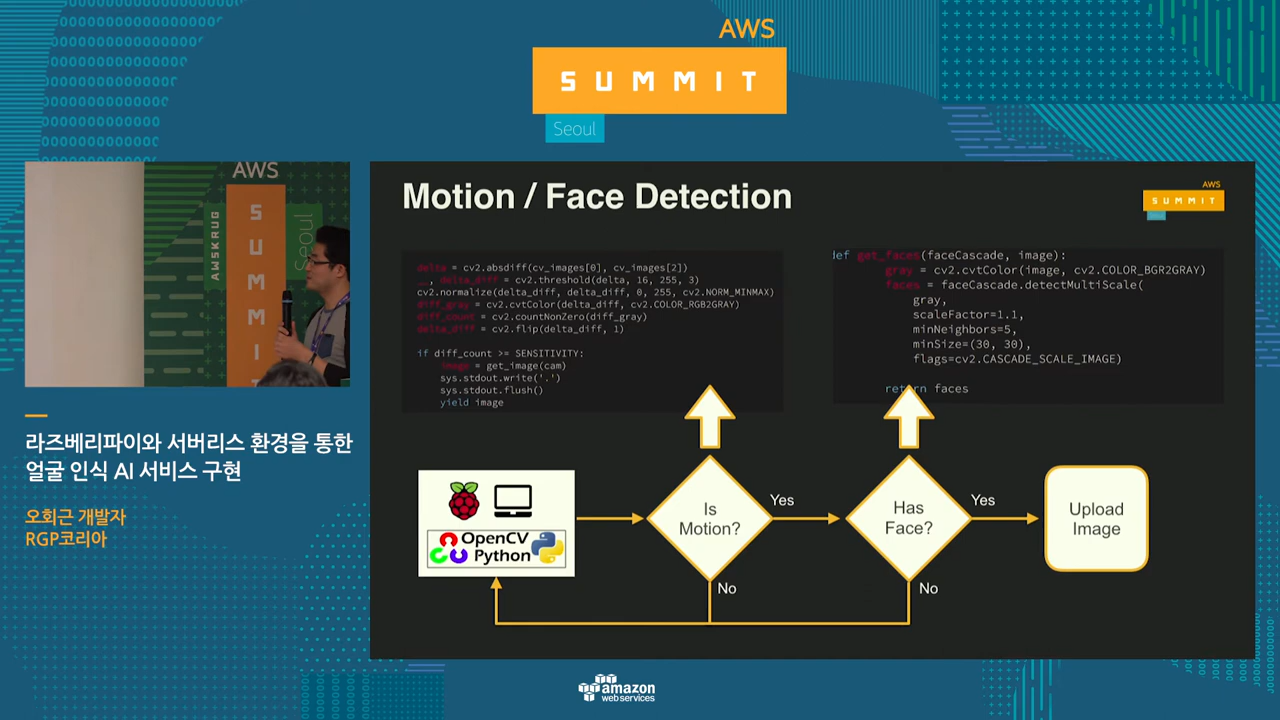 AWS
SUMMIT
Seoul
AWS
AWSKRUG
SUMMIT
Seoul
라즈베리파이와 서버리스 환경을 통한
얼굴 인식 AI 서비스 구현
오회근 개발자
RGP코리아
Motion / Face Detection
AWS
SUMMIT
Seoul
delta = cv2.absdiff(cv_images[0], cv_images[2])
__, delta_diff = cv2.threshold(delta, 16, 255, 3)
cv2.normalize(delta_diff, delta_diff, 0, 255, cv2.NORM_MINMAX)
diff_gray = cv2.cvtColor(delta_diff, cv2.COLOR_RGB2GRAY)
diff_count = cv2.countNonZero(diff_gray)
delta_diff = cv2.flip(delta_diff, 1)
if diff_count >= SENSITIVITY:
image = get_image(cam)
sys.stdout.write('.')
sys.stdout.flush()
yield image
def get_faces(faceCascade, image):
gray = cv2.cvtColor(image, cv2.COLOR_BGR2GRAY)
faces = faceCascade.detectMultiScale(
gray,
scaleFactor=1.1,
minNeighbors=5,
minSize=(30, 30),
flags=cv2.CASCADE_SCALE_IMAGE)
return faces
OpenCV
Python
Is
Motion?
Yes
No
Has
Face?
Yes
No
Upload
Image
amazon
web services